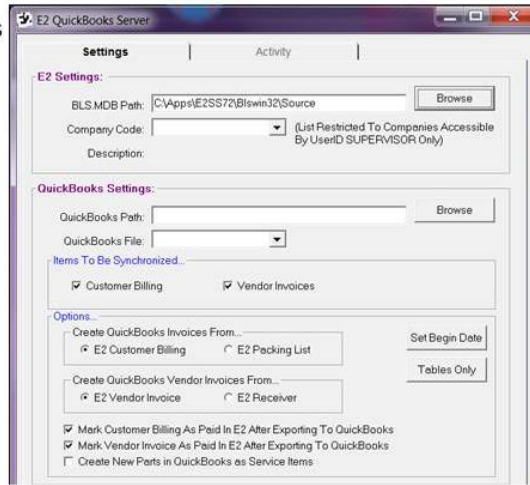 s
E2 QuickBooks Server
Settings
Activity
E2 Settings:
BLS.MDB Path: C:\Apps\E2SS72\Blswin32\Source Browse
Company Code: (List Restricted To Companies Accessible
By UserID SUPERVISOR Only)
Description:
QuickBooks Settings:
QuickBooks Path: Browse
QuickBooks File:
Items To Be Synchronized...
Customer Billing Vendor Invoices
Options...
Create QuickBooks Invoices From...
E2 Customer Billing E2 Packing List
Set Begin Date
Create QuickBooks Vendor Invoices From...
E2 Vendor Invoice E2 Receiver
Tables Only
Mark Customer Billing As Paid In E2 After Exporting To QuickBooks
Mark Vendor Invoice As Paid In E2 After Exporting To QuickBooks
Create New Parts in QuickBooks as Service Items